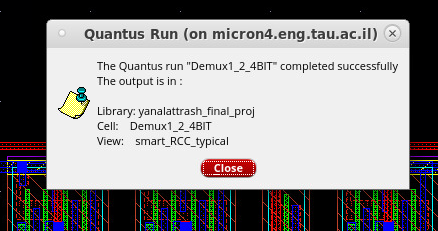 Quantus Run (on micron4.eng.tau.ac.il)
The Quantus run "Demux1_2_4BIT" completed successfully
The output is in :
Library: yanalattrash_final_proj
Cell: Demux1_2_4BIT
View: smart_RCC_typical
Close